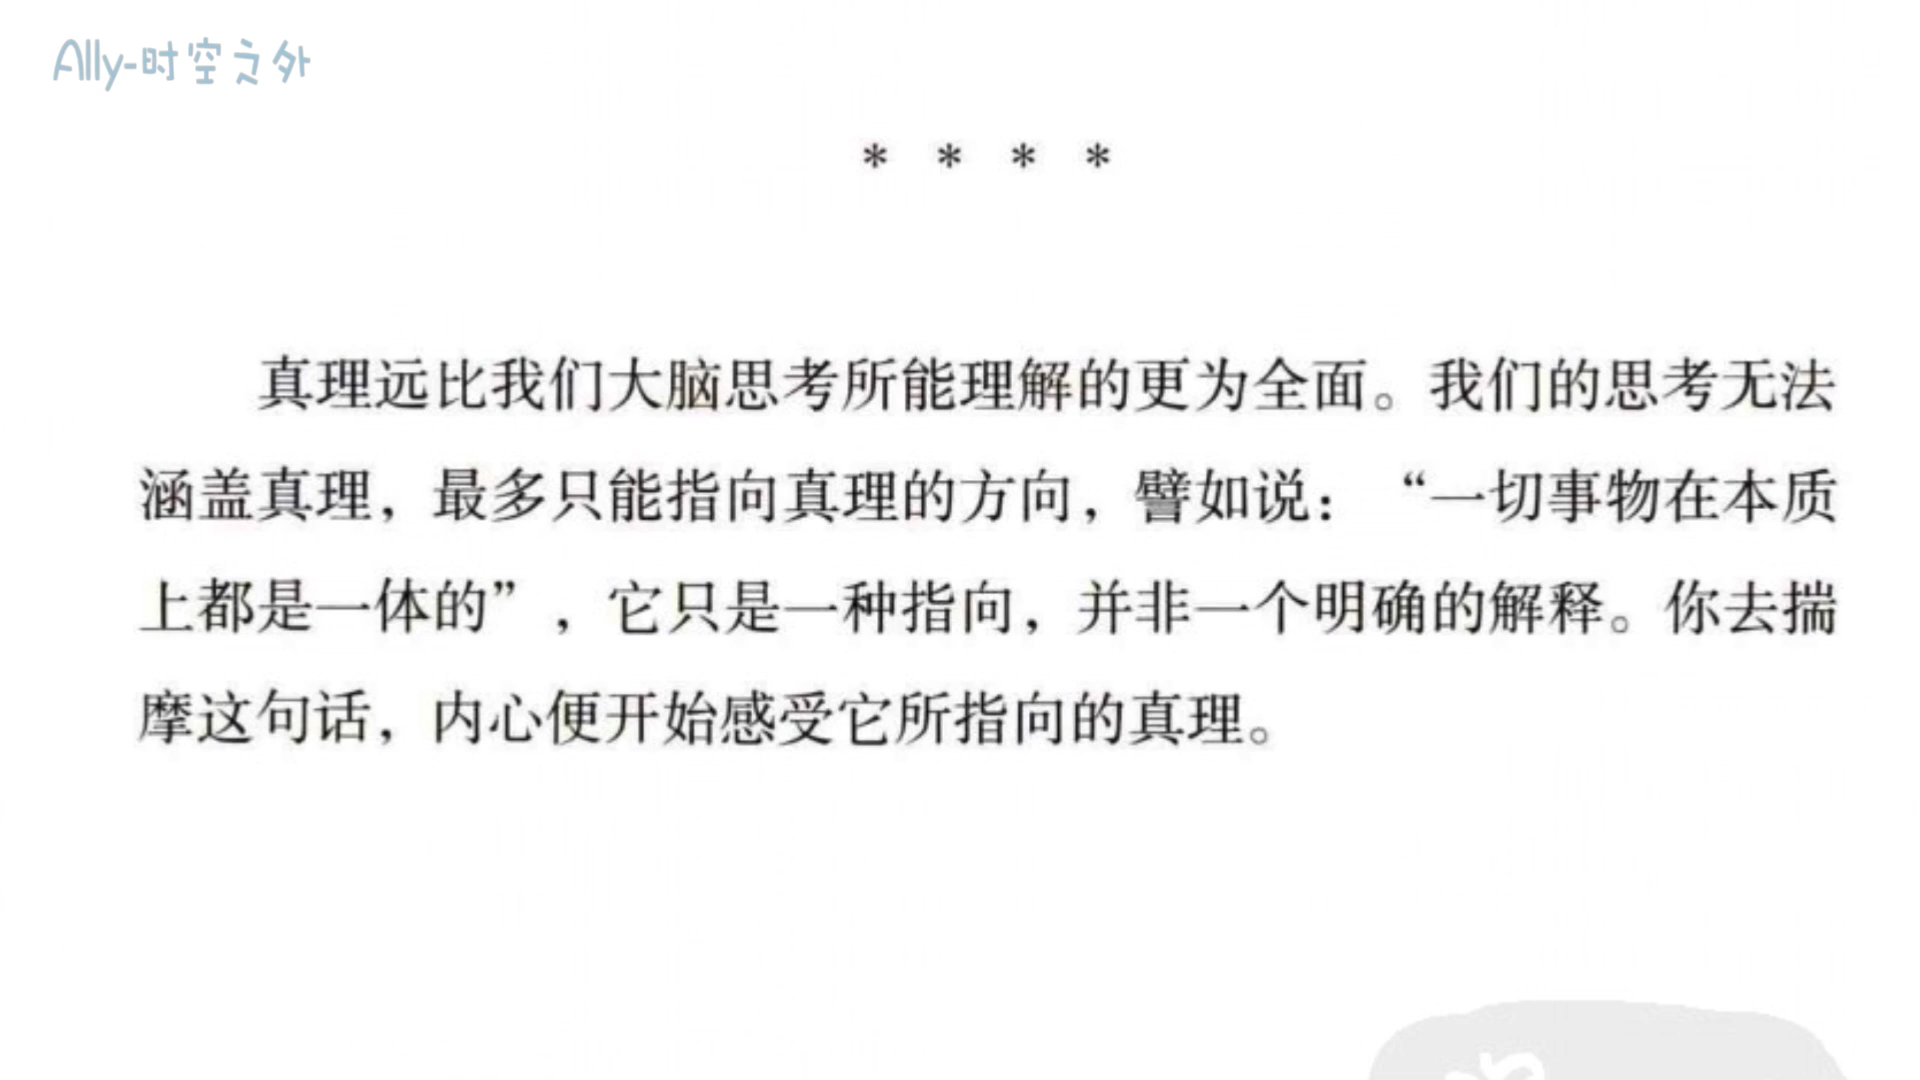 Ally-时空之外
* * * *
真理远比我们大脑思考所能理解的更为全面。我们的思考无法
涵盖真理，最多只能指向真理的方向，譬如说：“一切事物在本质
上都是一体的”，它只是一种指向，并非一个明确的解释。你去揣
摩这句话，内心便开始感受它所指向的真理。